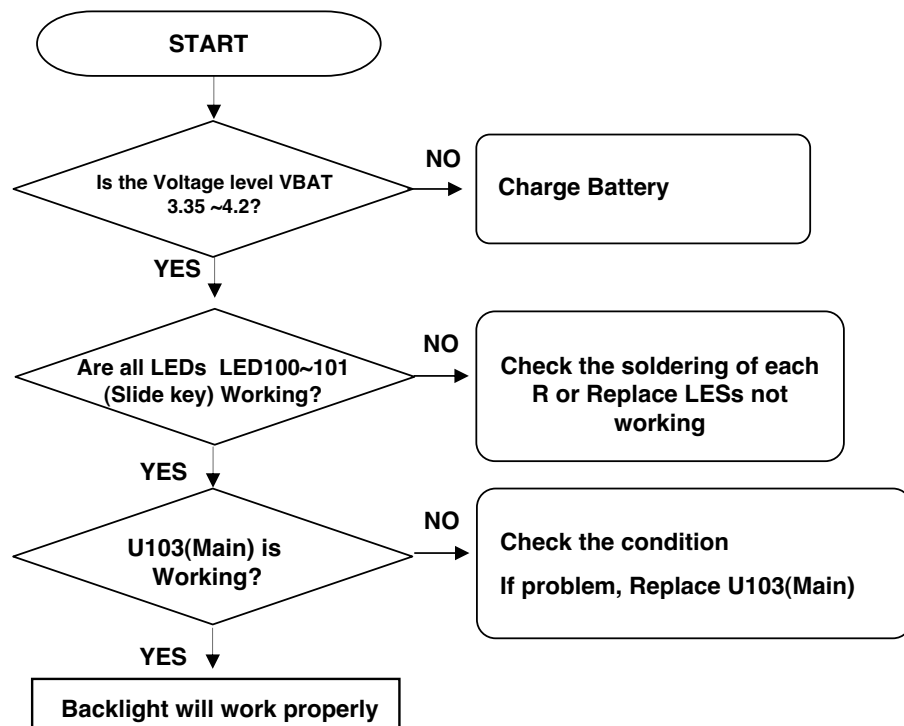 START
Is the Voltage level VBAT
3.35 ~4.2?
NO
Charge Battery
YES
Are all LEDs LED100~101
(Slide key) Working?
NO
Check the soldering of each
R or Replace LESs not
working
YES
U103(Main) is
Working?
NO
Check the condition
If problem, Replace U103(Main)
YES
Backlight will work properly